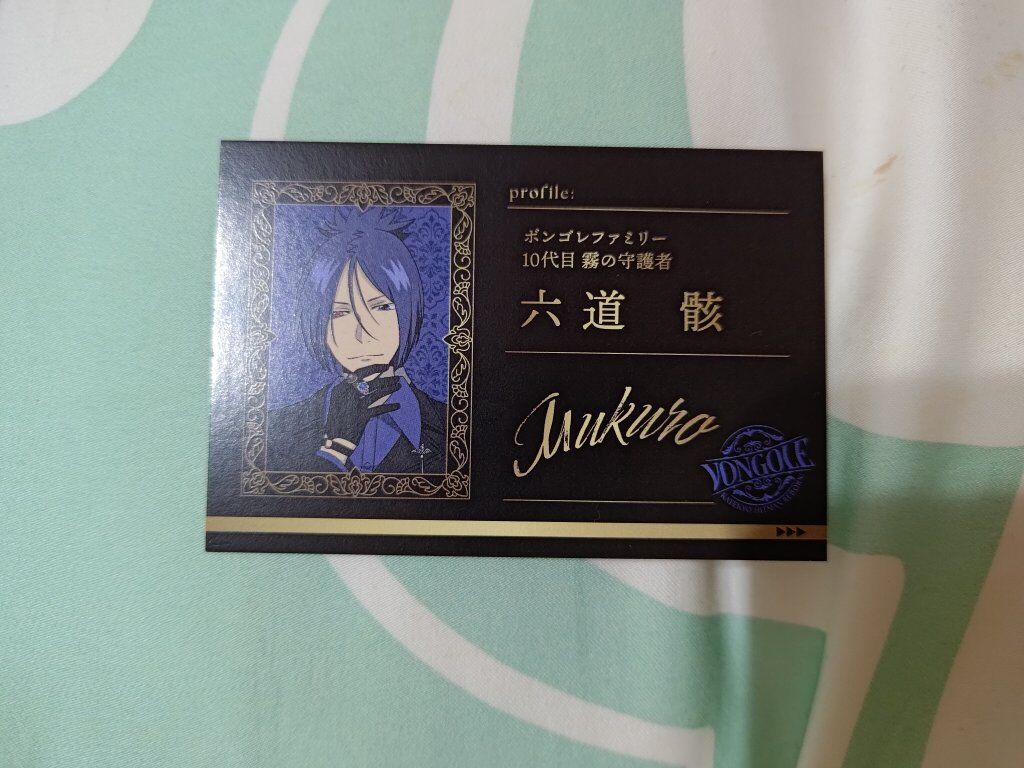 profile:
ボンゴレファミリー
10代目 霧の守護者
六道 骸
Mukuro
VONGOLE